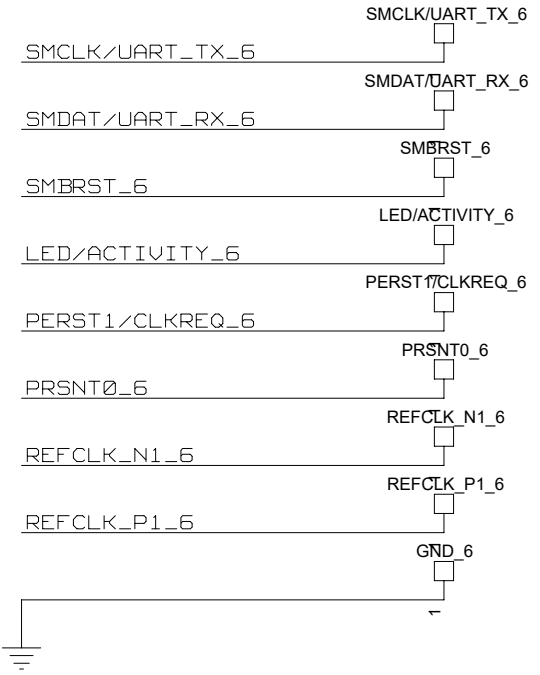 SMCLK/UART_TX_6
SMCLK/UART_TX_6
SMDAT/UART_RX_6
SMDAT/UART_RX_6
SMBRST_6
SMBRST_6
LED/ACTIVITY_6
LED/ACTIVITY_6
PERST1/CLKREQ_6
PERST1/CLKREQ_6
PRSNT0_6
PRSNT0_6
REFCLK_N1_6
REFCLK_N1_6
REFCLK_P1_6
REFCLK_P1_6
GND_6
1